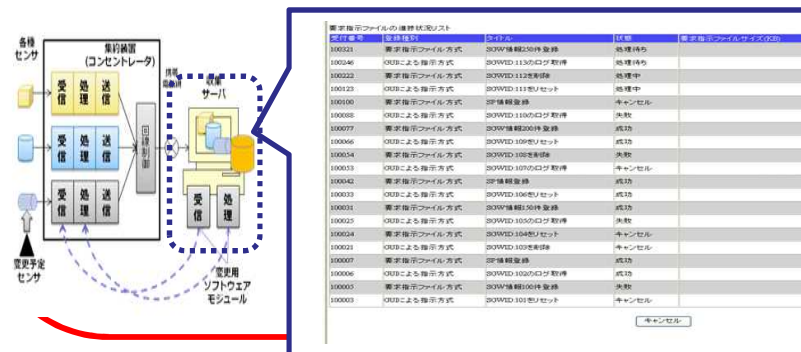 各種
センサ
集約装置
(コンセントレータ)
受信
処理
送信
受信
処理
送信
受信
処理
送信
回線制御
収集
サーバ
受信
処理
変更予定
センサ
変更用
ソフトウェア
モジュール
要求指示ファイルの進捗状況リスト
受付番号 登録種別 タイトル 状態 要求指示ファイルサイズ(KB)
100321 要求指示ファイル方式 SOW情報250件登録 処理待ち
100246 GUIによる指示方式 SOWID:113のログ取得 処理待ち
100222 要求指示ファイル方式 SOWID:112を削除 処理中
100123 GUIによる指示方式 SOWID:111をリセット 処理中
100100 要求指示ファイル方式 SP情報登録 キャンセル
100088 GUIによる指示方式 SOWID:110のログ取得 失敗
100077 要求指示ファイル方式 SOW情報200件登録 成功
100066 GUIによる指示方式 SOWID:109をリセット 成功
100054 要求指示ファイル方式 SOWID:108を削除 失敗
100053 GUIによる指示方式 SOWID:107のログ取得 キャンセル
100042 要求指示ファイル方式 SP情報登録 成功
100033 GUIによる指示方式 SOWID:106をリセット 成功
100031 要求指示ファイル方式 SOW情報150件登録 成功
100025 GUIによる指示方式 SOWID:105のログ取得 失敗
100024 要求指示ファイル方式 SOWID:104をリセット キャンセル
100021 GUIによる指示方式 SOWID:103を削除 キャンセル
100007 要求指示ファイル方式 SP情報登録 成功
100006 GUIによる指示方式 SOWID:102のログ取得 成功
100005 要求指示ファイル方式 SOW情報100件登録 失敗
100003 GUIによる指示方式 SOWID:101をリセット キャンセル
キャンセル